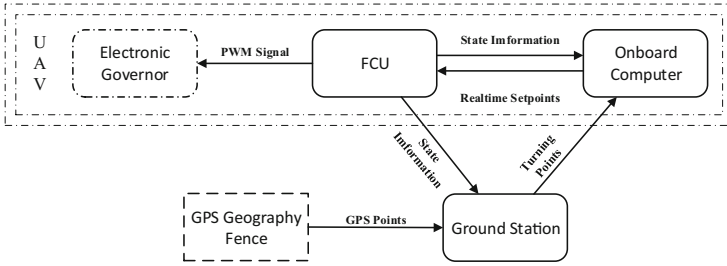 U
A
V
Electronic
Governor
PWM Signal
FCU
State Imformation
Realtime Setpoints
Onboard
Computer
State
Imformation
Turning
Points
GPS Geography
Fence
GPS Points
Ground Station